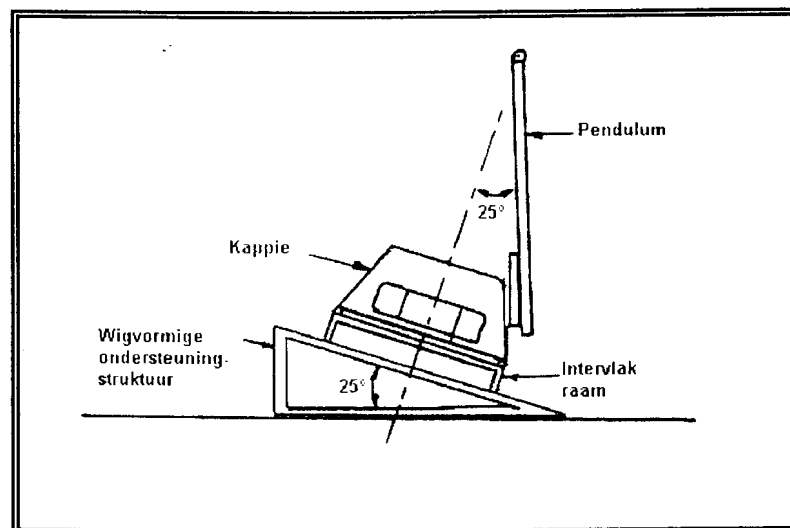 Pendulum
25°
Kappie
Wigvormige
ondersteuning-
struktuur
25°
Intervlak
raam